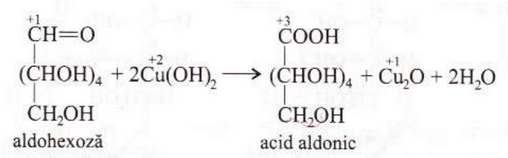 +1 +3
CH=O COOH
+2 +1
(CHOH)₄ + 2Cu(OH)₂ → (CHOH)₄ + Cu₂O + 2H₂O
CH₂OH CH₂OH
aldohexoză acid aldonic